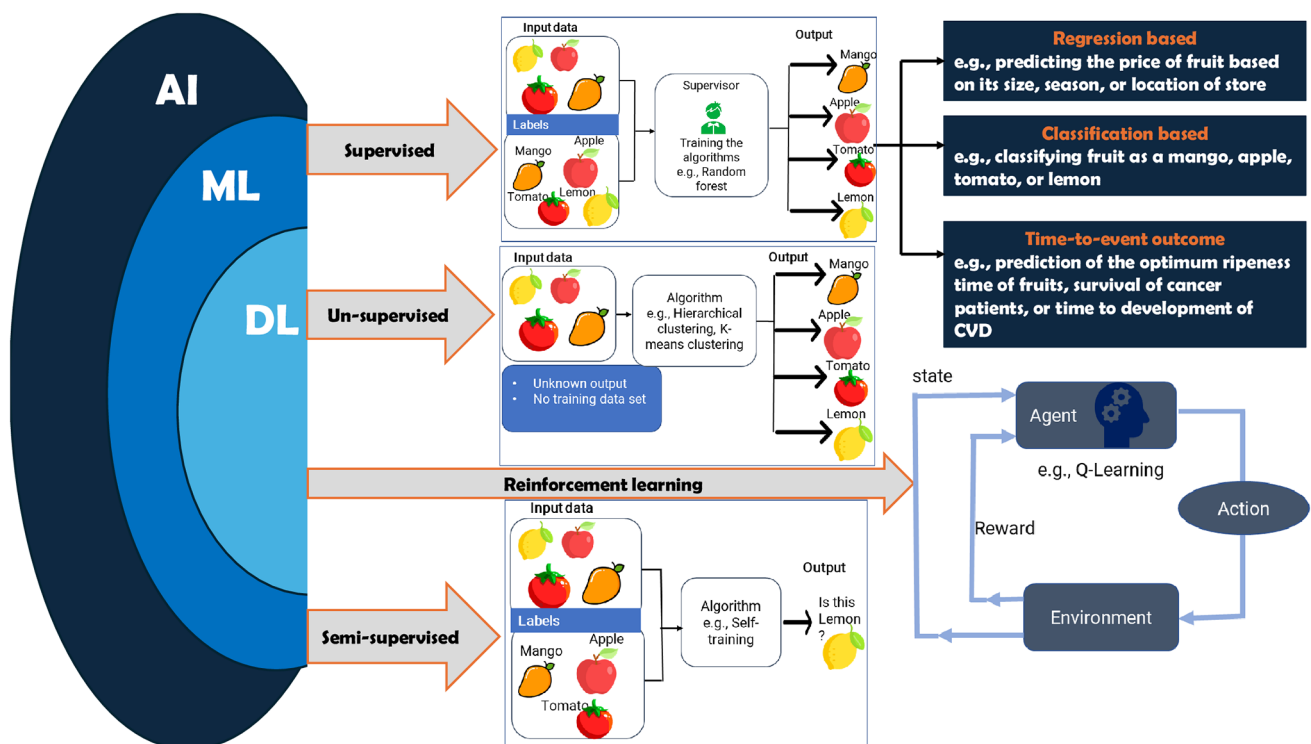 AI
ML
DL
Supervised
Input data
Labels
Mango
Apple
Tomato
Lemon
Supervisor
Training the
algorithms
e.g., Random
forest
Output
Mango
Apple
Tomato
Lemon
Regression based
e.g., predicting the price of fruit based
on its size, season, or location of store
Classification based
e.g., classifying fruit as a mango, apple,
tomato, or lemon
Time-to-event outcome
e.g., prediction of the optimum ripeness
time of fruits, survival of cancer
patients, or time to development of
CVD
Un-supervised
Input data
• Unknown output
• No training data set
Algorithm
e.g., Hierarchical
clustering, K-
means clustering
Output
Mango
Apple
Tomato
Lemon
Reinforcement learning
state
Agent
e.g., Q-Learning
Action
Reward
Environment
Semi-supervised
Input data
Labels
Apple
Mango
Tomato
Algorithm
e.g., Self-
training
Output
Is this
Lemon
?